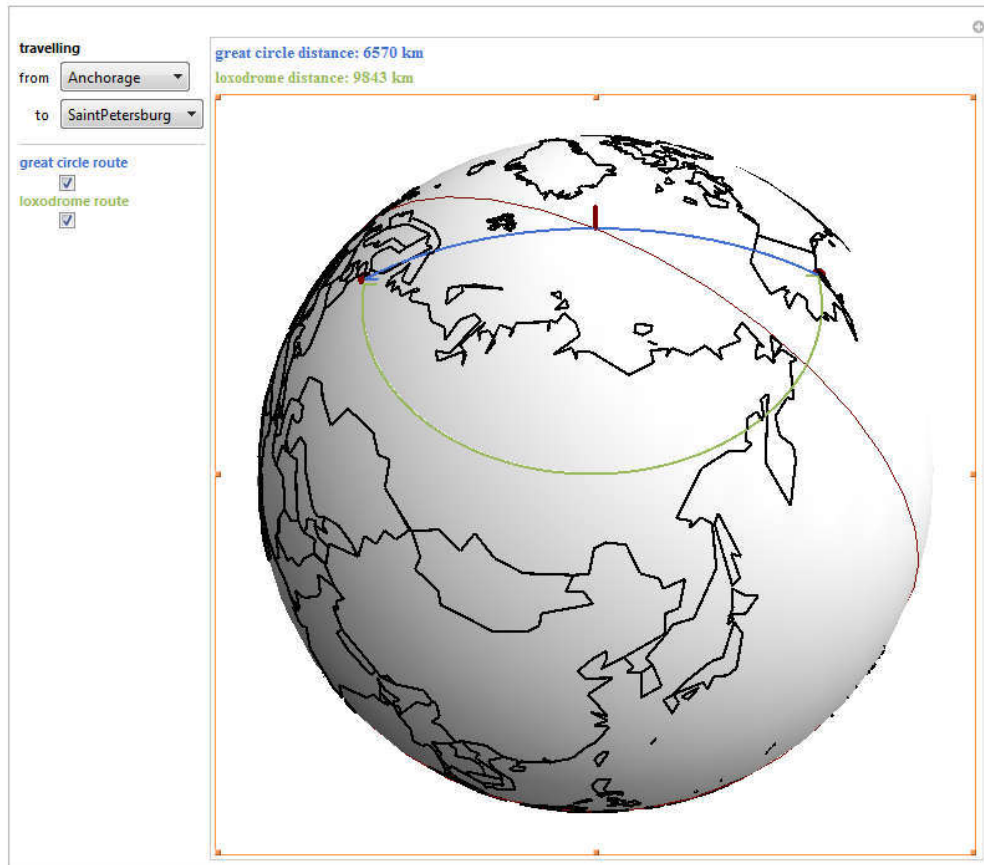 travelling
from Anchorage
to SaintPetersburg
great circle route
loxodrome route
great circle distance: 6570 km
loxodrome distance: 9843 km